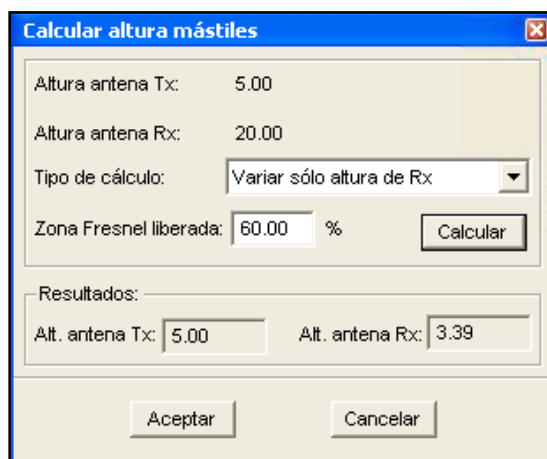 Calcular altura mástiles
Altura antena Tx: 5.00
Altura antena Rx: 20.00
Tipo de cálculo: Variar sólo altura de Rx
Zona Fresnel liberada: 60.00 % Calcular
Resultados:
Alt. antena Tx: 5.00 Alt. antena Rx: 3.39
Aceptar Cancelar